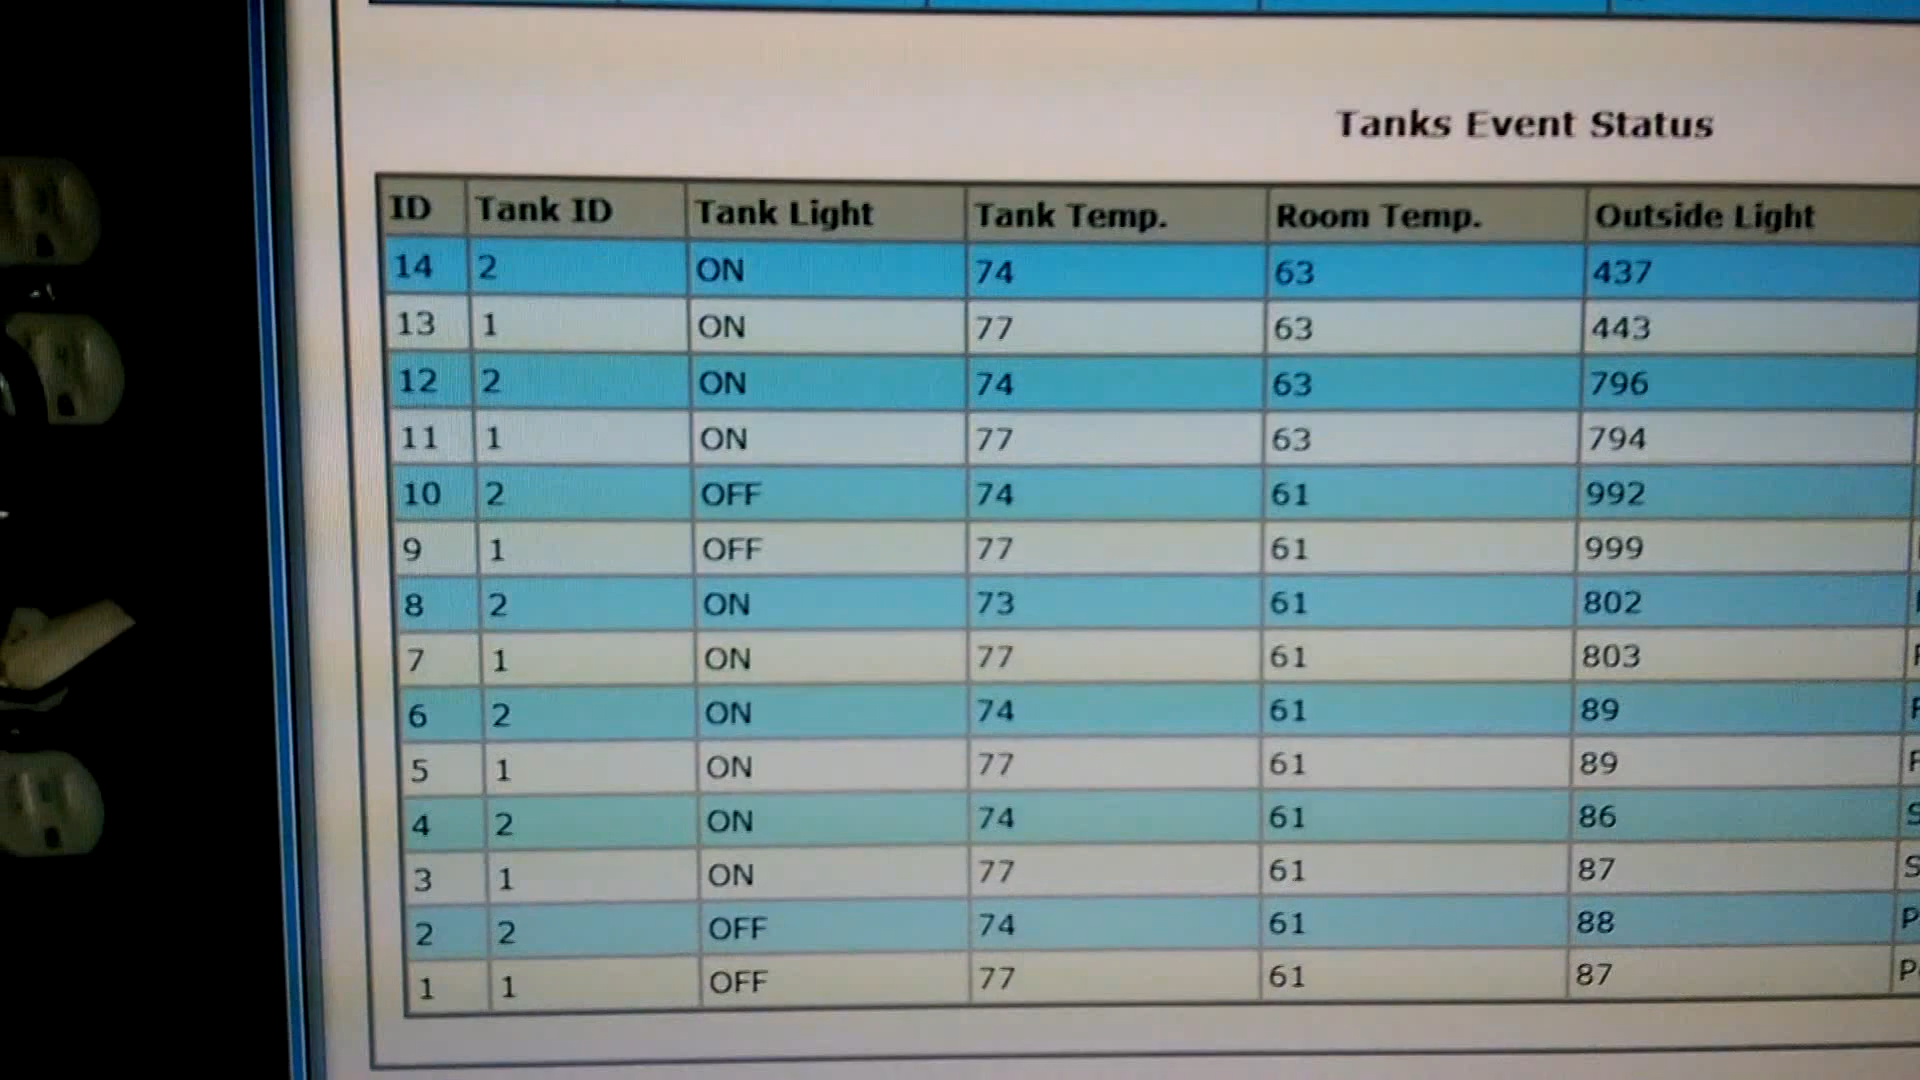 Tanks Event Status
ID Tank ID Tank Light Tank Temp. Room Temp. Outside Light
14 2 ON 74 63 437
13 1 ON 77 63 443
12 2 ON 74 63 796
11 1 ON 77 63 794
10 2 OFF 74 61 992
9 1 OFF 77 61 999
8 2 ON 73 61 802
7 1 ON 77 61 803
6 2 ON 74 61 89
5 1 ON 77 61 89
4 2 ON 74 61 86
3 1 ON 77 61 87
2 2 OFF 74 61 88
1 1 OFF 77 61 87